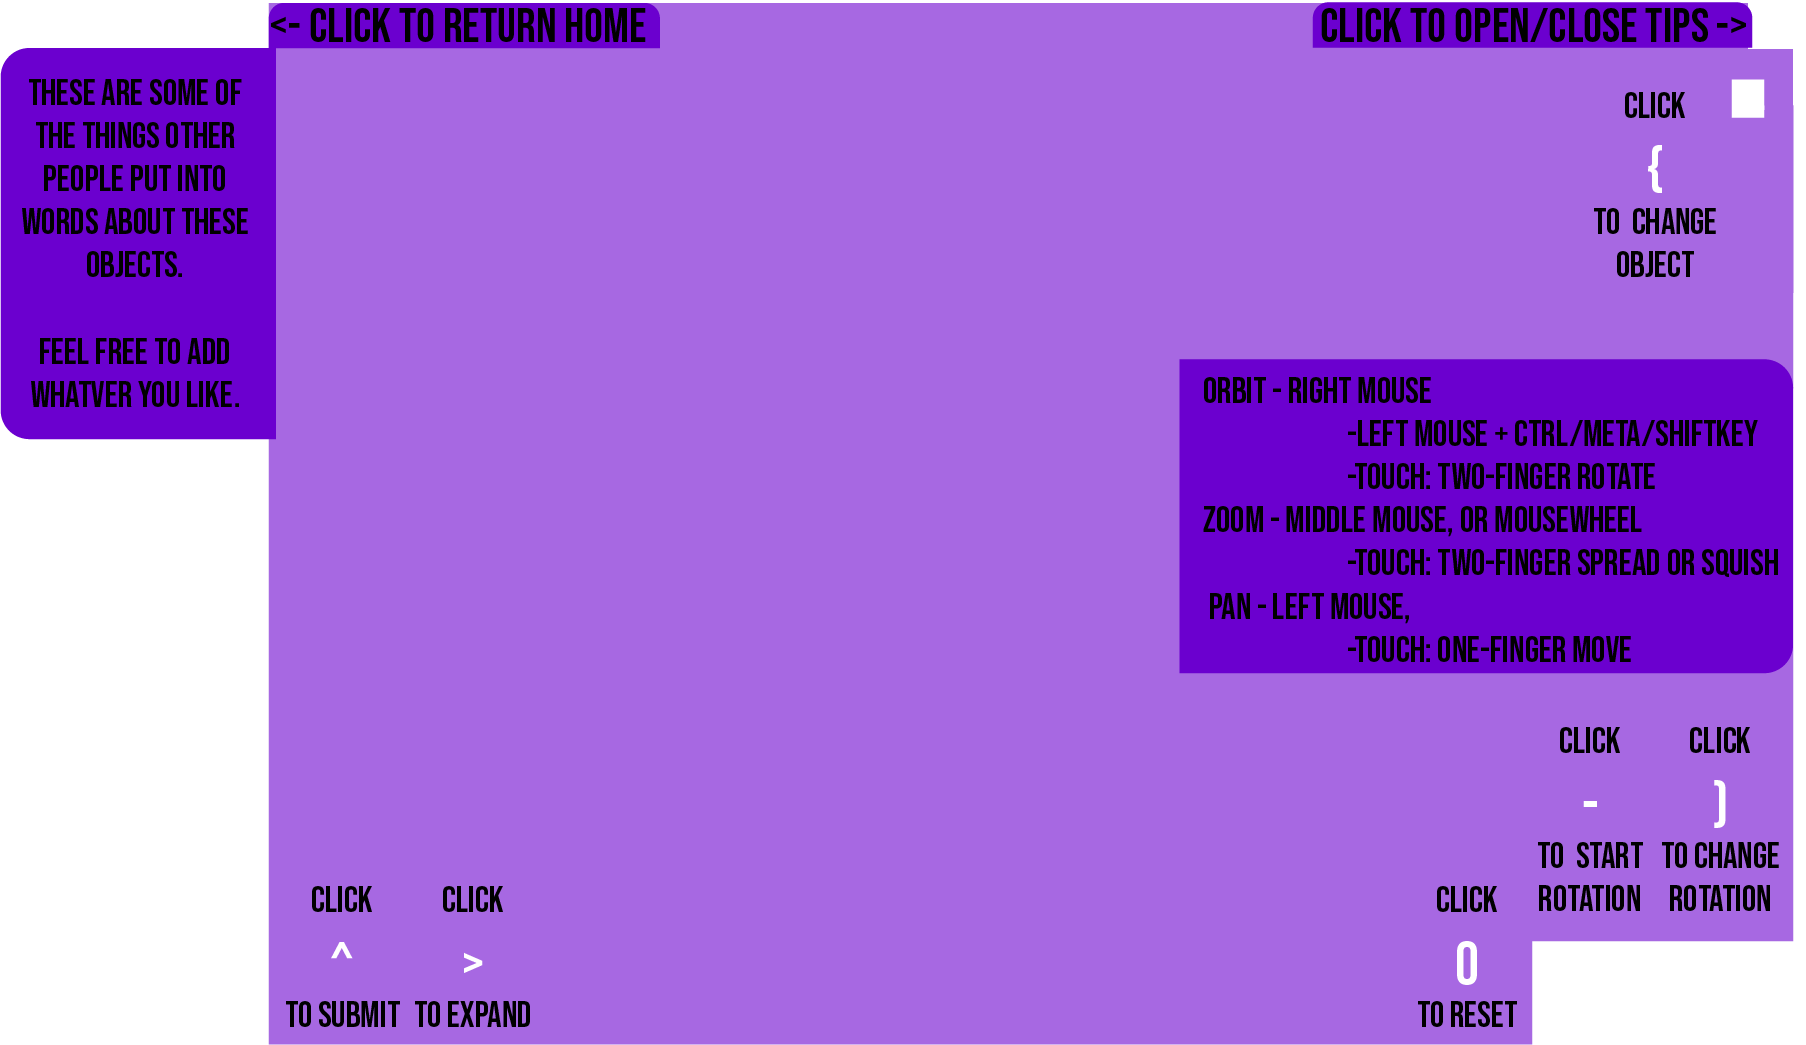 <- CLICK TO RETURN HOME
CLICK TO OPEN/CLOSE TIPS ->
THESE ARE SOME OF
THE THINGS OTHER
PEOPLE PUT INTO
WORDS ABOUT THESE
OBJECTS.
FEEL FREE TO ADD
WHATVER YOU LIKE.
CLICK
{
TO CHANGE
OBJECT
ORBIT - RIGHT MOUSE
-LEFT MOUSE + CTRL/META/SHIFTKEY
-TOUCH: TWO-FINGER ROTATE
ZOOM - MIDDLE MOUSE, OR MOUSEWHEEL
-TOUCH: TWO-FINGER SPREAD OR SQUISH
PAN - LEFT MOUSE,
-TOUCH: ONE-FINGER MOVE
CLICK
-
TO START
ROTATION
CLICK
]
TO CHANGE
ROTATION
CLICK
^
TO SUBMIT
CLICK
>
TO EXPAND
CLICK
0
TO RESET